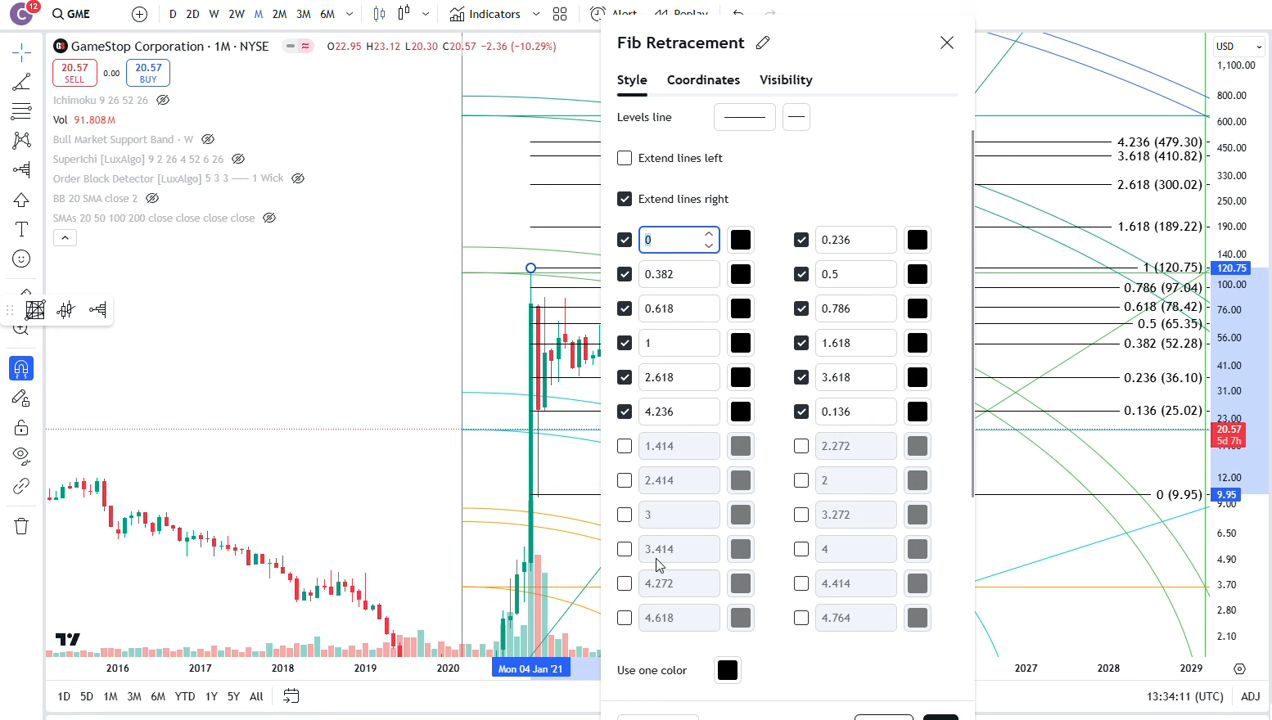 C
12
GME
D 2D W 2W M 2M 3M 6M
Indicators
Alert
Replay
GameStop Corporation · 1M · NYSE
O22.95 H23.12 L20.30 C20.57 −2.36 (−10.29%)
20.57
SELL
0.00
20.57
BUY
Ichimoku 9 26 52 26
Vol 91.808M
Bull Market Support Band · W
SuperIchi [LuxAlgo] 9 2 26 4 52 6 26
Order Block Detector [LuxAlgo] 5 3 3 —— 1 Wick
BB 20 SMA close 2
SMAs 20 50 100 200 close close close close
Fib Retracement
Style Coordinates Visibility
Levels line
Extend lines left
Extend lines right
0 0.236
0.382 0.5
0.618 0.786
1 1.618
2.618 3.618
4.236 0.136
1.414 2.272
2.414 2
3 3.272
3.414 4
4.272 4.414
4.618 4.764
Use one color
4.236 (479.30)
3.618 (410.82)
2.618 (300.02)
1.618 (189.22)
1 (120.75)
0.786 (97.04)
0.618 (78.42)
0.5 (65.35)
0.382 (52.28)
0.236 (36.10)
0.136 (25.02)
0 (9.95)
USD
1,100.00
800.00
600.00
450.00
330.00
250.00
190.00
140.00
120.75
100.00
76.00
56.00
41.00
31.00
23.00
20.57
5d 7h
12.00
9.95
9.00
6.50
4.90
3.70
2.80
2.10
2016 2017 2018 2019 2020 Mon 04 Jan '21 2027 2028 2029
1D 5D 1M 3M 6M YTD 1Y 5Y All
13:34:11 (UTC) ADJ